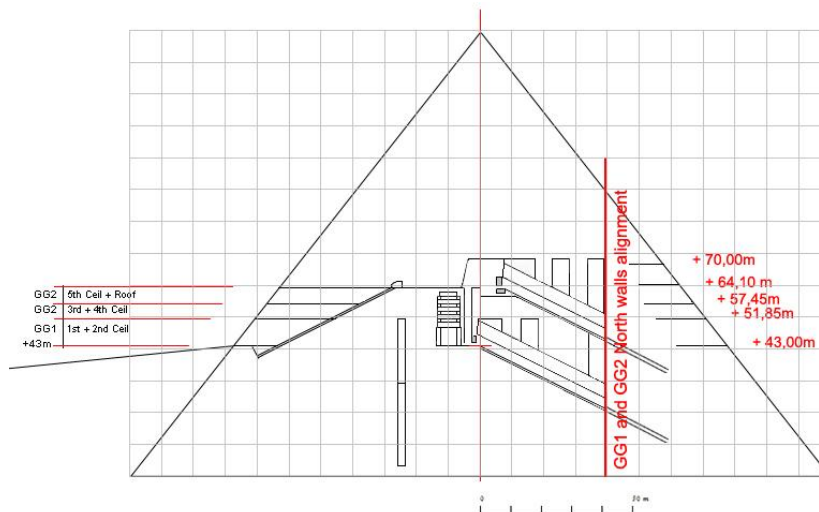 GG2 5th Ceil + Roof
GG2 3rd + 4th Ceil
GG1 1st + 2nd Ceil
+43m
GG1 and GG2 North walls alignment
+ 70,00m
+ 64,10 m
+ 57,45m
+ 51,85m
+ 43,00m
0